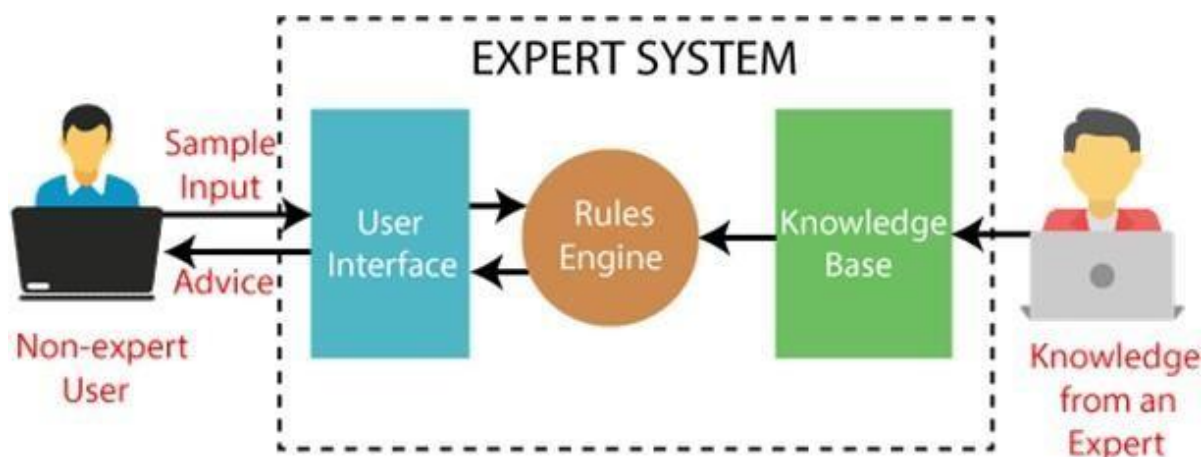 EXPERT SYSTEM
Sample
Input
Advice
Non-expert
User
User
Interface
Rules
Engine
Knowledge
Base
Knowledge
from an
Expert